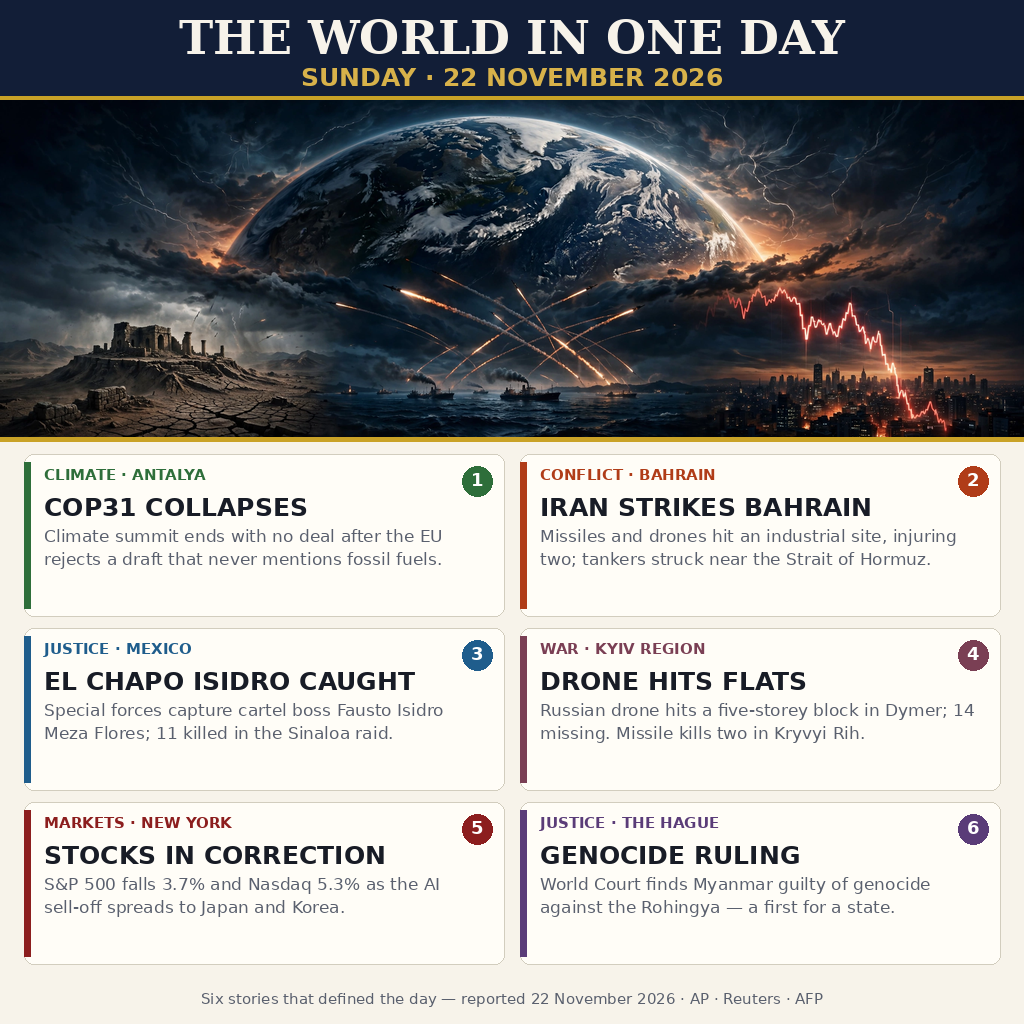 THE WORLD IN ONE DAY
SUNDAY · 22 NOVEMBER 2026
CLIMATE · ANTALYA
1
COP31 COLLAPSES
Climate summit ends with no deal after the EU
rejects a draft that never mentions fossil fuels.
CONFLICT · BAHRAIN
2
IRAN STRIKES BAHRAIN
Missiles and drones hit an industrial site, injuring
two; tankers struck near the Strait of Hormuz.
JUSTICE · MEXICO
3
EL CHAPO ISIDRO CAUGHT
Special forces capture cartel boss Fausto Isidro
Meza Flores; 11 killed in the Sinaloa raid.
WAR · KYIV REGION
4
DRONE HITS FLATS
Russian drone hits a five-storey block in Dymer; 14
missing. Missile kills two in Kryvyi Rih.
MARKETS · NEW YORK
5
STOCKS IN CORRECTION
S&P 500 falls 3.7% and Nasdaq 5.3% as the AI
sell-off spreads to Japan and Korea.
JUSTICE · THE HAGUE
6
GENOCIDE RULING
World Court finds Myanmar guilty of genocide
against the Rohingya — a first for a state.
Six stories that defined the day — reported 22 November 2026 · AP · Reuters · AFP